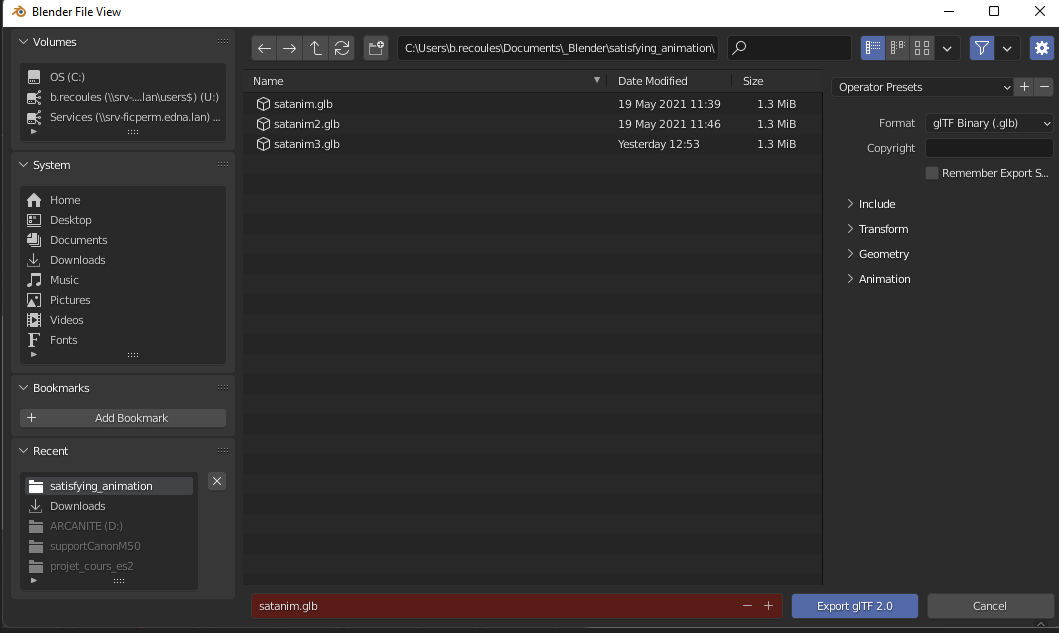 Blender File View
Volumes
OS (C:)
b.recoules (\\srv-....lan\users$) (U:)
Services (\\srv-ficperm.edna.lan) ...
System
Home
Desktop
Documents
Downloads
Music
Pictures
Videos
Fonts
Bookmarks
Add Bookmark
Recent
satisfying_animation
Downloads
ARCANITE (D:)
supportCanonM50
projet_cours_es2
C:\Users\b.recoules\Documents\_Blender\satisfying_animation\
Name Date Modified Size
satanim.glb 19 May 2021 11:39 1.3 MiB
satanim2.glb 19 May 2021 11:46 1.3 MiB
satanim3.glb Yesterday 12:53 1.3 MiB
Operator Presets
Format glTF Binary (.glb)
Copyright
Remember Export S...
Include
Transform
Geometry
Animation
satanim.glb
Export glTF 2.0
Cancel